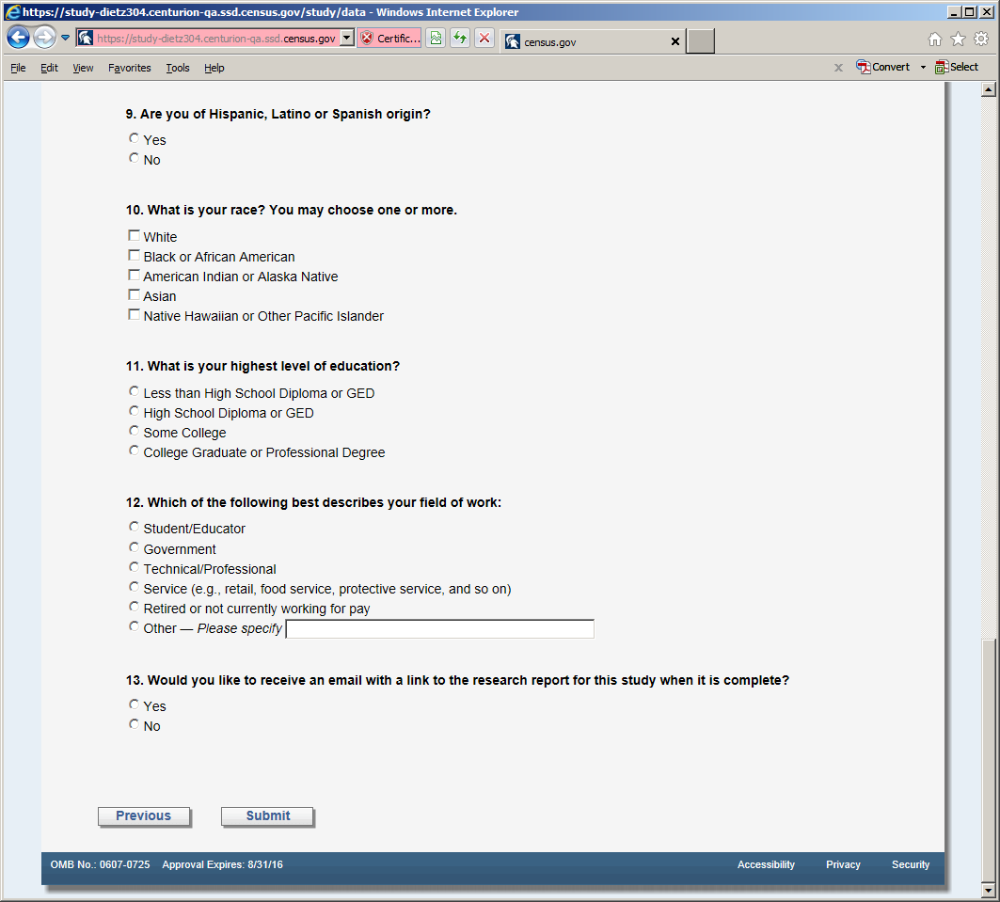 https://study-dietz304.centurion-qa.ssd.census.gov/study/data - Windows Internet Explorer
https://study-dietz304.centurion-qa.ssd.census.gov Certific... census.gov
File Edit View Favorites Tools Help x Convert Select
9. Are you of Hispanic, Latino or Spanish origin?
Yes
No
10. What is your race? You may choose one or more.
White
Black or African American
American Indian or Alaska Native
Asian
Native Hawaiian or Other Pacific Islander
11. What is your highest level of education?
Less than High School Diploma or GED
High School Diploma or GED
Some College
College Graduate or Professional Degree
12. Which of the following best describes your field of work:
Student/Educator
Government
Technical/Professional
Service (e.g., retail, food service, protective service, and so on)
Retired or not currently working for pay
Other — Please specify
13. Would you like to receive an email with a link to the research report for this study when it is complete?
Yes
No
Previous Submit
OMB No.: 0607-0725 Approval Expires: 8/31/16 Accessibility Privacy Security